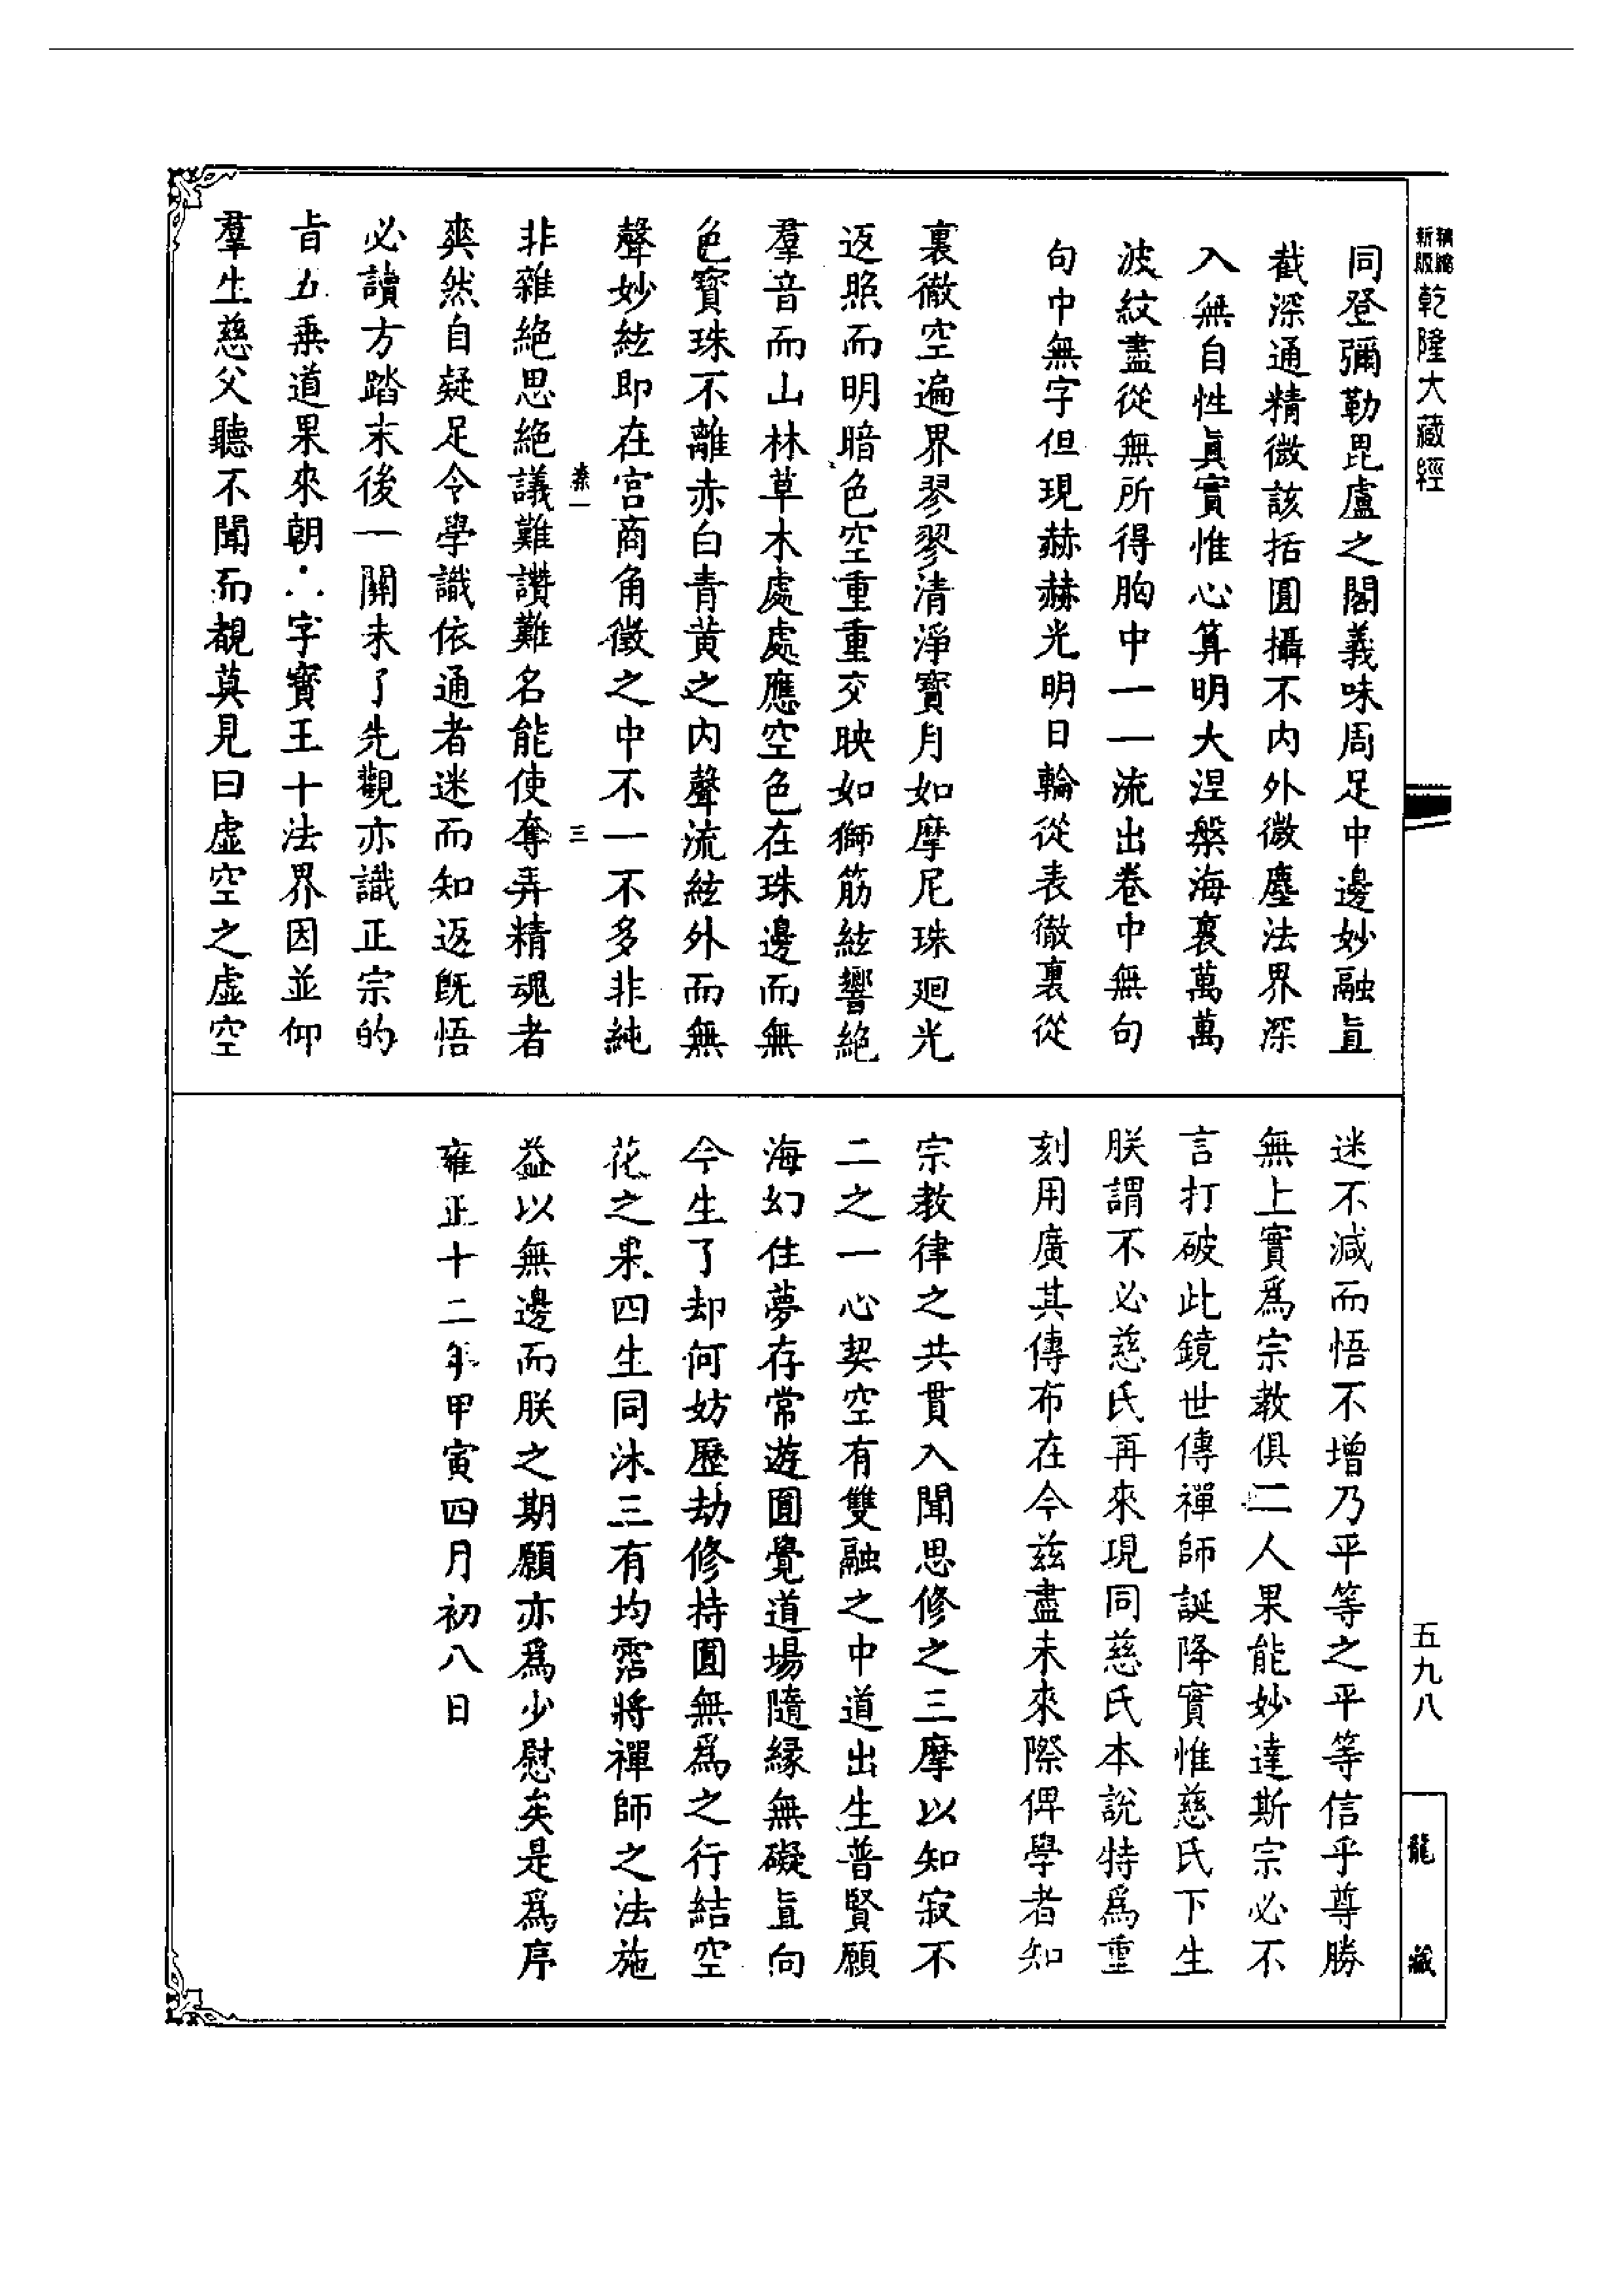 精縮
新版
乾隆大藏經
同登彌勒毘盧之閣義味周足中邊妙融直
截深通精微該括圓攝不內外微塵法界深
入無自性眞實惟心算明大涅槃海裏萬萬
波紋盡從無所得胸中一一流出卷中無句
句中無字但現赫赫光明日輪從表徹裏從
裏徹空遍界翏翏清淨寶月如摩尼珠廻光
返照而明暗色空重重交映如獅筋絃響絶
羣音而山林草木處處應空色在珠邊而無
色寶珠不離赤白青黃之內聲流絃外而無
聲妙絃即在宮商角徵之中不一不多非純
三
非雜絶思絶議難讚難名能使奪弄精魂者
爽然自疑足令學識依通者迷而知返既悟
必讀方踏末後一關未了先觀亦識正宗的
旨五乗道果來朝∴字寶王十法界因並仰
羣生慈父聽不聞而覩莫見曰虛空之虛空
迷不減而悟不增乃平等之平等信乎尊勝
無上實爲宗教俱二人果能妙達斯宗必不
言打破此鏡世傳禪師誕降實惟慈氏下生
朕謂不必慈氏再來現同慈氏本說特爲重
刻用廣其傳布在今茲盡未來際俾學者知
宗教律之共貫入聞思修之三摩以知寂不
二之一心契空有雙融之中道出生普賢願
海幻住夢存常遊圓覺道場隨緣無礙直向
今生了却何妨歷劫修持圓無爲之行結空
花之果四生同沐三有均霑將禪師之法施
益以無邊而朕之期願亦爲少慰矣是爲序
雍正十二年甲寅四月初八日
五九八
龍藏